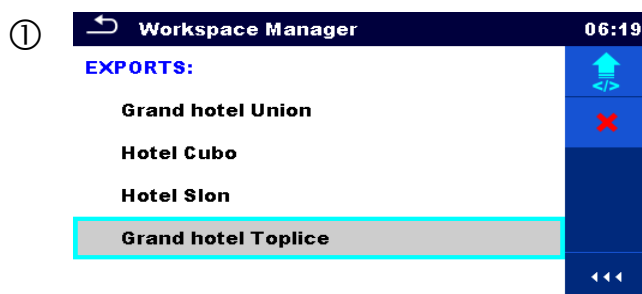 ①
Workspace Manager 06:19
EXPORTS:
</>
Grand hotel Union
Hotel Cubo
Hotel Slon
Grand hotel Toplice